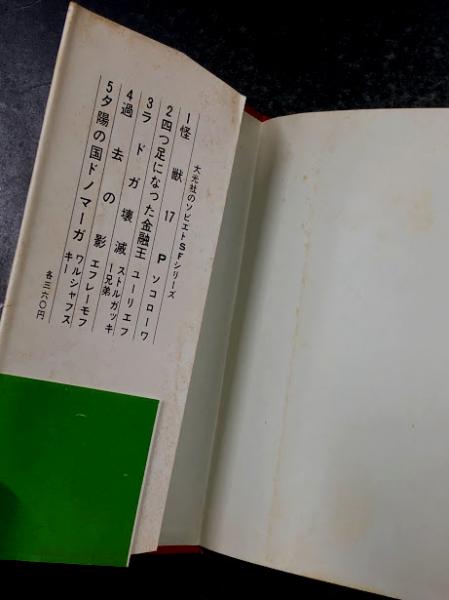 大光社のソビエトSFシリーズ
1怪獣17P ソコローワ
2四つ足になった金融王 ユーリエフ
3ラドガ壊滅 ストルガツキ
ー兄弟
4過去の影 エフレーモフ
5夕陽の国ドノマーガ ワルシャフス
キー
各三六〇円